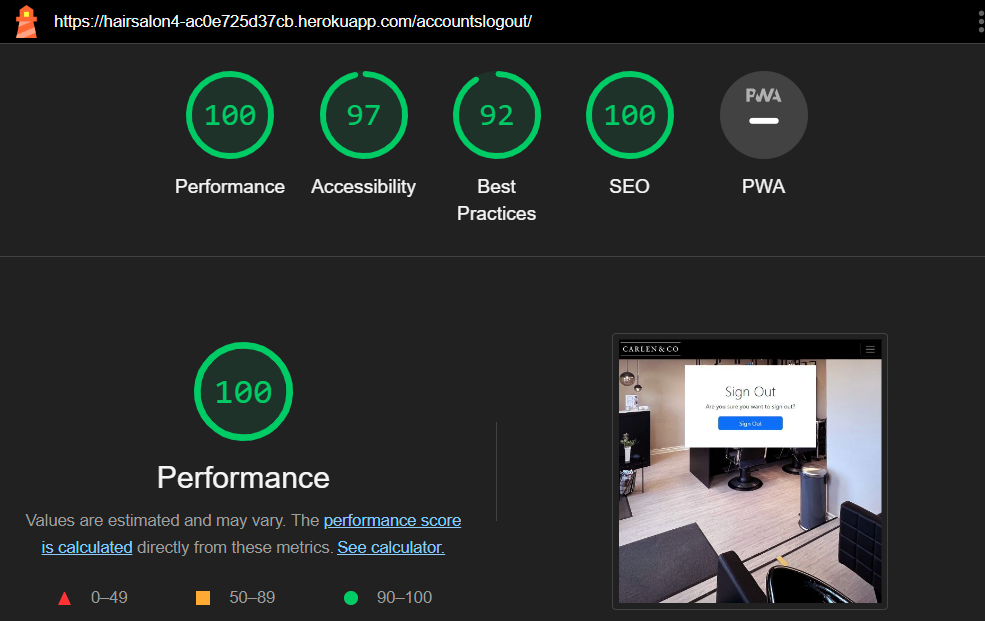 https://hairsalon4-ac0e725d37cb.herokuapp.com/accountslogout/
100
97
92
100
PWA
Performance
Accessibility
Best
Practices
SEO
PWA
100
Performance
Values are estimated and may vary. The performance score
is calculated directly from these metrics. See calculator.
0–49
50–89
90–100
CARLEN & CO
Sign Out
Are you sure you want to sign out?
Sign Out